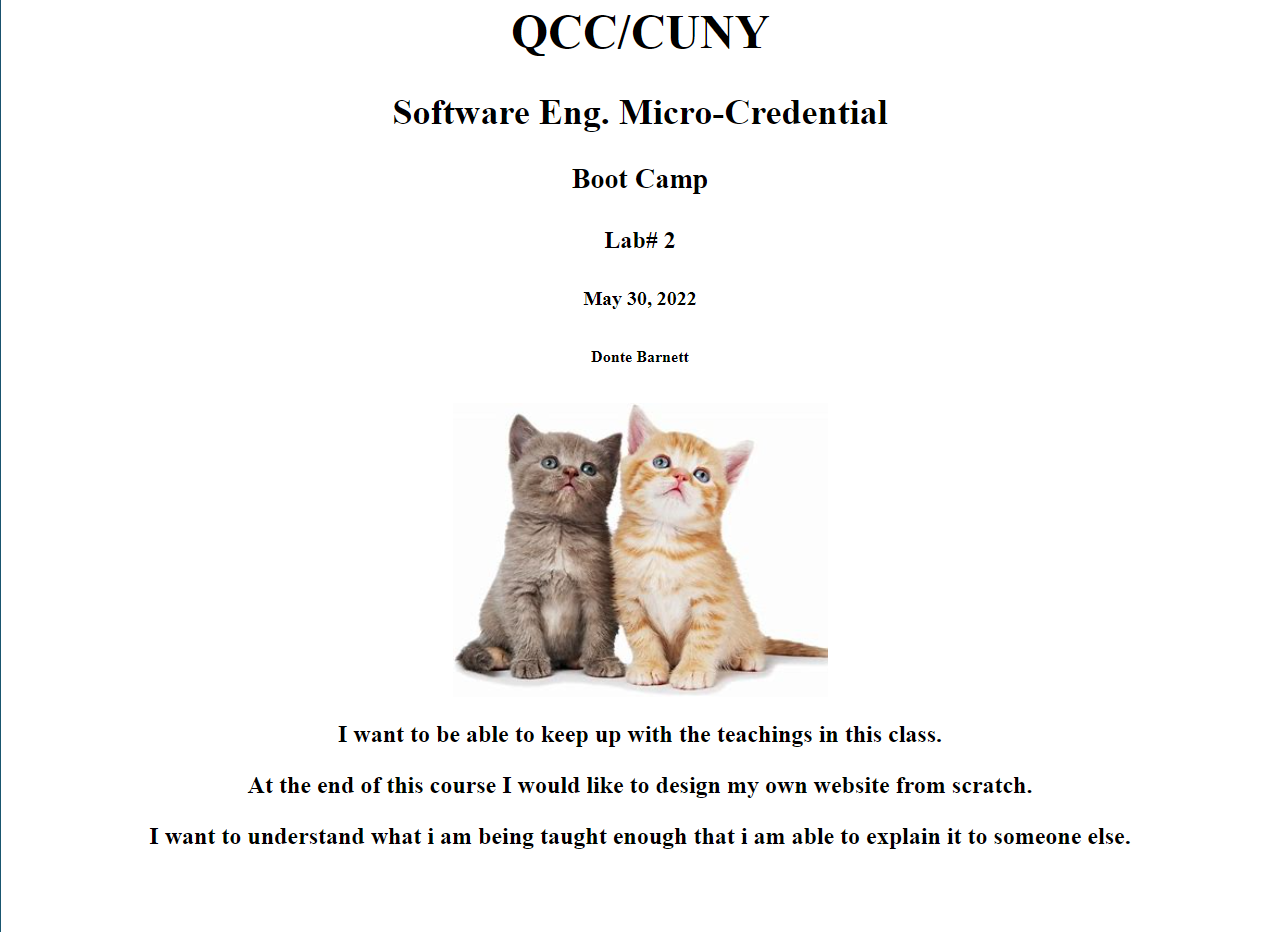 QCC/CUNY
Software Eng. Micro-Credential
Boot Camp
Lab# 2
May 30, 2022
Donte Barnett
I want to be able to keep up with the teachings in this class.
At the end of this course I would like to design my own website from scratch.
I want to understand what i am being taught enough that i am able to explain it to someone else.